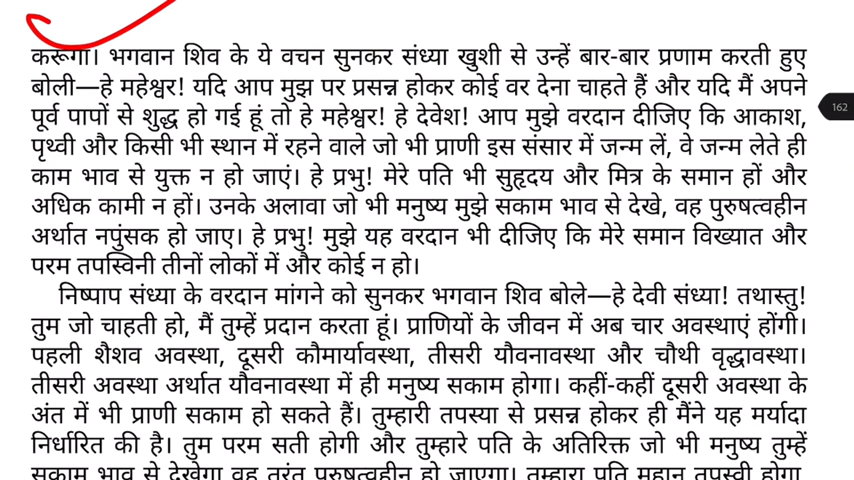 करूंगा। भगवान शिव के ये वचन सुनकर संध्या खुशी से उन्हें बार-बार प्रणाम करती हुए
बोली—हे महेश्वर! यदि आप मुझ पर प्रसन्न होकर कोई वर देना चाहते हैं और यदि मैं अपने
पूर्व पापों से शुद्ध हो गई हूं तो हे महेश्वर! हे देवेश! आप मुझे वरदान दीजिए कि आकाश,
पृथ्वी और किसी भी स्थान में रहने वाले जो भी प्राणी इस संसार में जन्म लें, वे जन्म लेते ही
काम भाव से युक्त न हो जाएं। हे प्रभु! मेरे पति भी सुहृदय और मित्र के समान हों और
अधिक कामी न हों। उनके अलावा जो भी मनुष्य मुझे सकाम भाव से देखे, वह पुरुषत्वहीन
अर्थात नपुंसक हो जाए। हे प्रभु! मुझे यह वरदान भी दीजिए कि मेरे समान विख्यात और
परम तपस्विनी तीनों लोकों में और कोई न हो।
निष्पाप संध्या के वरदान मांगने को सुनकर भगवान शिव बोले—हे देवी संध्या! तथास्तु!
तुम जो चाहती हो, मैं तुम्हें प्रदान करता हूं। प्राणियों के जीवन में अब चार अवस्थाएं होंगी।
पहली शैशव अवस्था, दूसरी कौमार्यावस्था, तीसरी यौवनावस्था और चौथी वृद्धावस्था।
तीसरी अवस्था अर्थात यौवनावस्था में ही मनुष्य सकाम होगा। कहीं-कहीं दूसरी अवस्था के
अंत में भी प्राणी सकाम हो सकते हैं। तुम्हारी तपस्या से प्रसन्न होकर ही मैंने यह मर्यादा
निर्धारित की है। तुम परम सती होगी और तुम्हारे पति के अतिरिक्त जो भी मनुष्य तुम्हें
सकाम भाव से देखेगा वह तुरंत पुरुषत्वहीन हो जाएगा। तुम्हारा पति महान तपस्वी होगा,
162